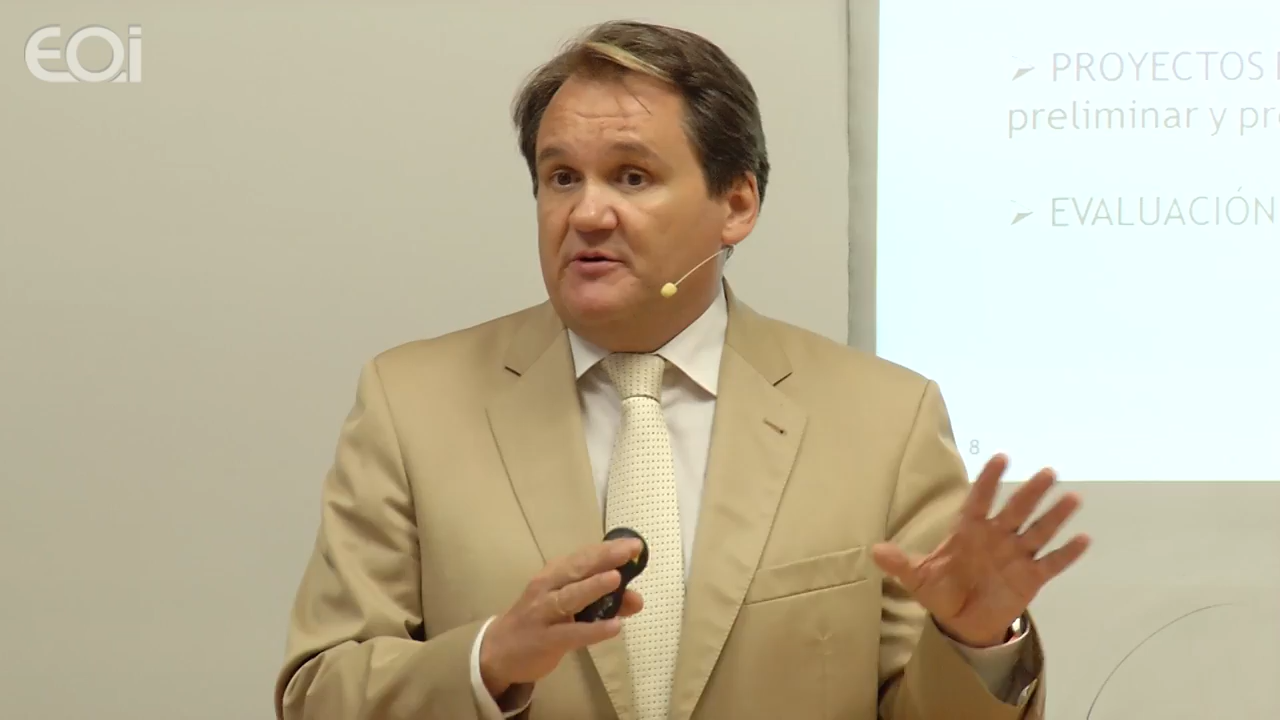 EOi
➢ PROYECTOS
preliminar y pr
➢ EVALUACIÓN
8